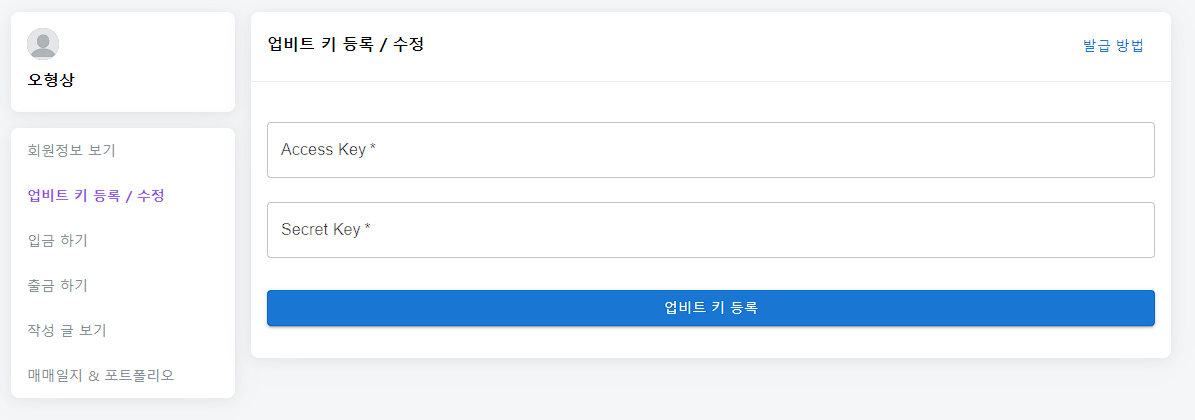 오형상
회원정보 보기
업비트 키 등록 / 수정
입금 하기
출금 하기
작성 글 보기
매매일지 & 포트폴리오
업비트 키 등록 / 수정
발급 방법
Access Key *
Secret Key *
업비트 키 등록